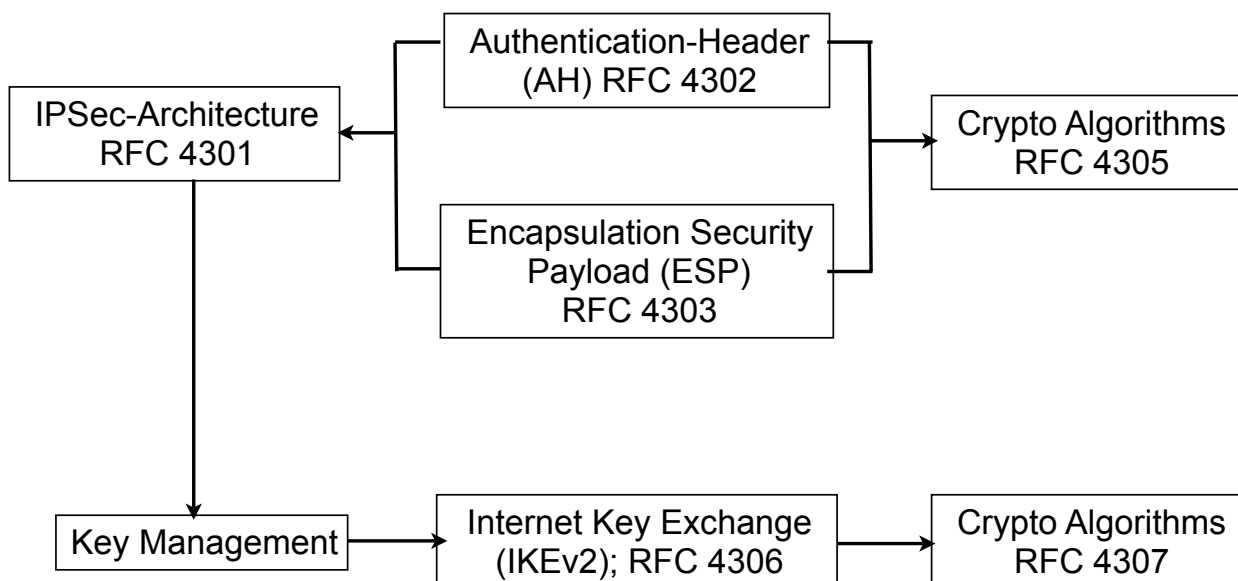 Authentication-Header
(AH) RFC 4302
IPSec-Architecture
RFC 4301
Crypto Algorithms
RFC 4305
Encapsulation Security
Payload (ESP)
RFC 4303
Key Management
Internet Key Exchange
(IKEv2); RFC 4306
Crypto Algorithms
RFC 4307